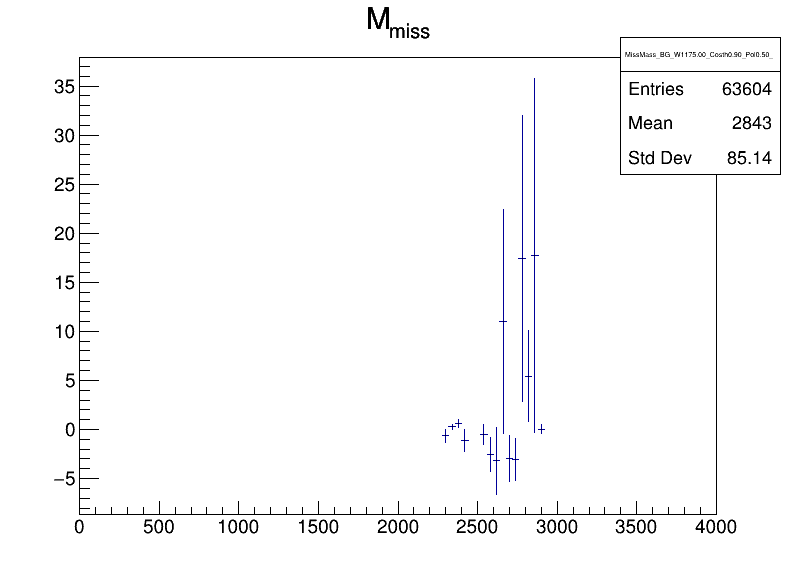 M_miss
MissMass_BG_W1175.00_Costh0.90_Pol0.50_
Entries 63604
Mean 2843
Std Dev 85.14
35
30
25
20
15
10
5
0
−5
0 500 1000 1500 2000 2500 3000 3500 4000